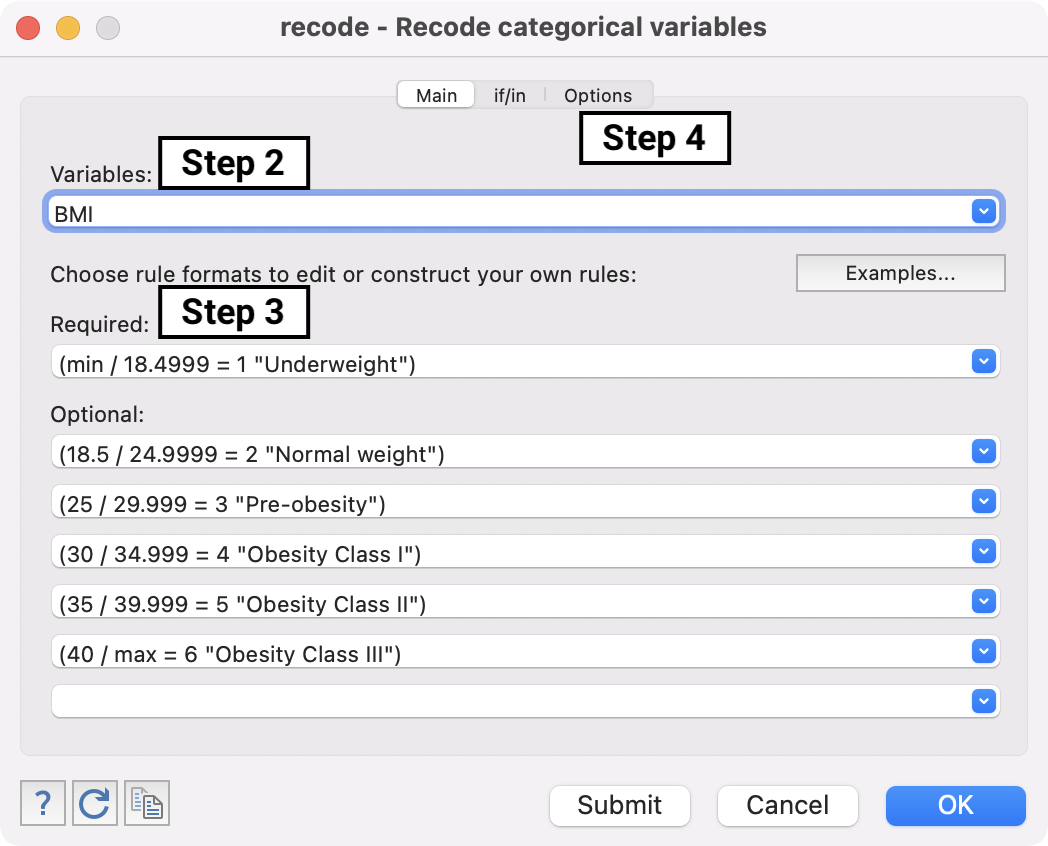 recode - Recode categorical variables
Main if/in Options
Step 4
Variables: Step 2
BMI
Choose rule formats to edit or construct your own rules: Examples...
Required: Step 3
(min / 18.4999 = 1 "Underweight")
Optional:
(18.5 / 24.9999 = 2 "Normal weight")
(25 / 29.999 = 3 "Pre-obesity")
(30 / 34.999 = 4 "Obesity Class I")
(35 / 39.999 = 5 "Obesity Class II")
(40 / max = 6 "Obesity Class III")
? Submit Cancel OK